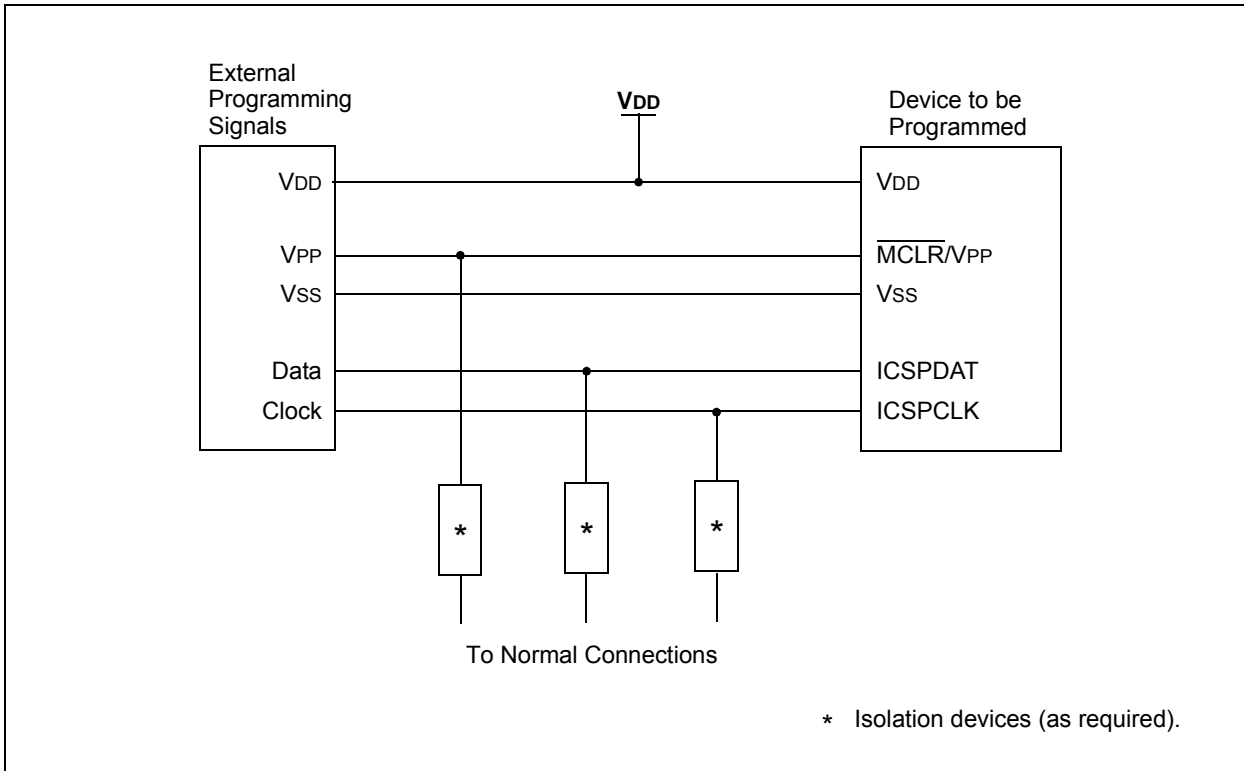 External
Programming
Signals
VDD
Device to be
Programmed
VDD
VDD
VPP
MCLR/VPP
VSS
VSS
Data
ICSPDAT
Clock
ICSPCLK
* * *
To Normal Connections
* Isolation devices (as required).